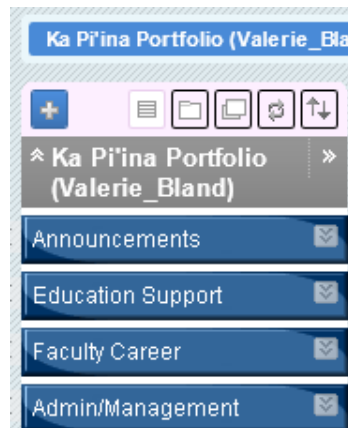 Ka Pi'ina Portfolio (Valerie_Bla
Ka Pi'ina Portfolio
(Valerie_Bland)
Announcements
Education Support
Faculty Career
Admin/Management